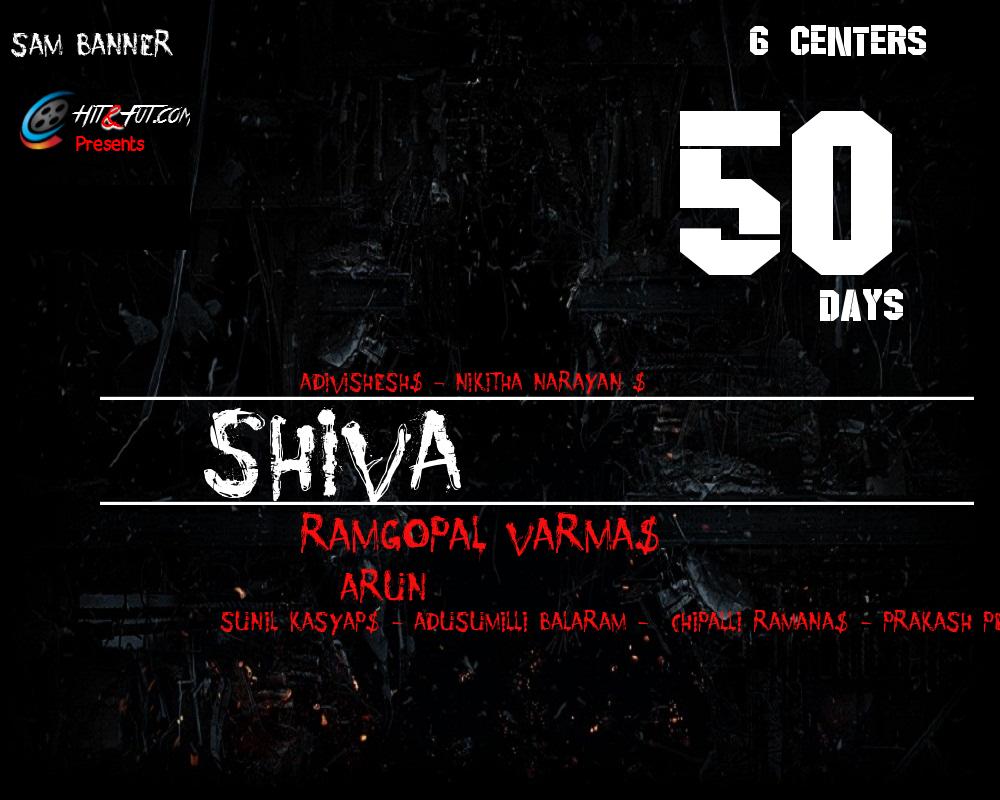 SAM BANNER
6 CENTERS
HIT&FUT.COM
Presents
50
DAYS
ADIVISHESH$ - NIKITHA NARAYAN $
SHIVA
RAMGOPAL VARMA$
ARUN
SUNIL KASYAP$ - ADUSUMILLI BALARAM - CHIPALLI RAMANA$ - PRAKASH